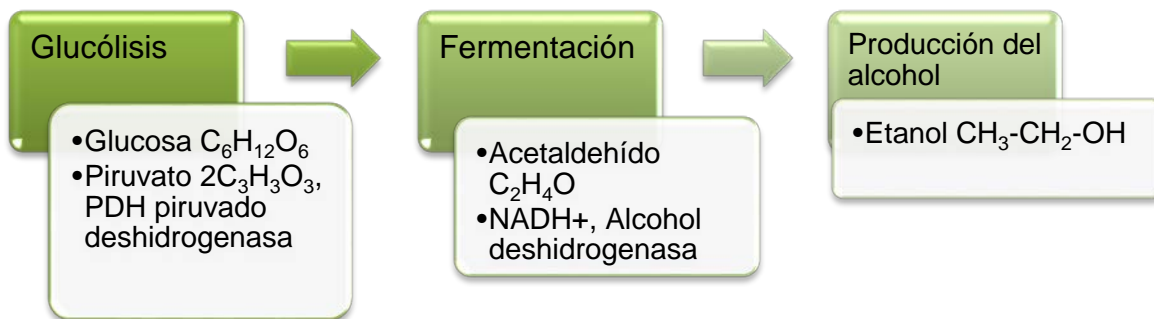 Glucólisis
•Glucosa C₆H₁₂O₆
•Piruvato 2C₃H₃O₃,
PDH piruvado
deshidrogenasa
Fermentación
•Acetaldehído
C₂H₄O
•NADH+, Alcohol
deshidrogenasa
Producción del
alcohol
•Etanol CH₃-CH₂-OH